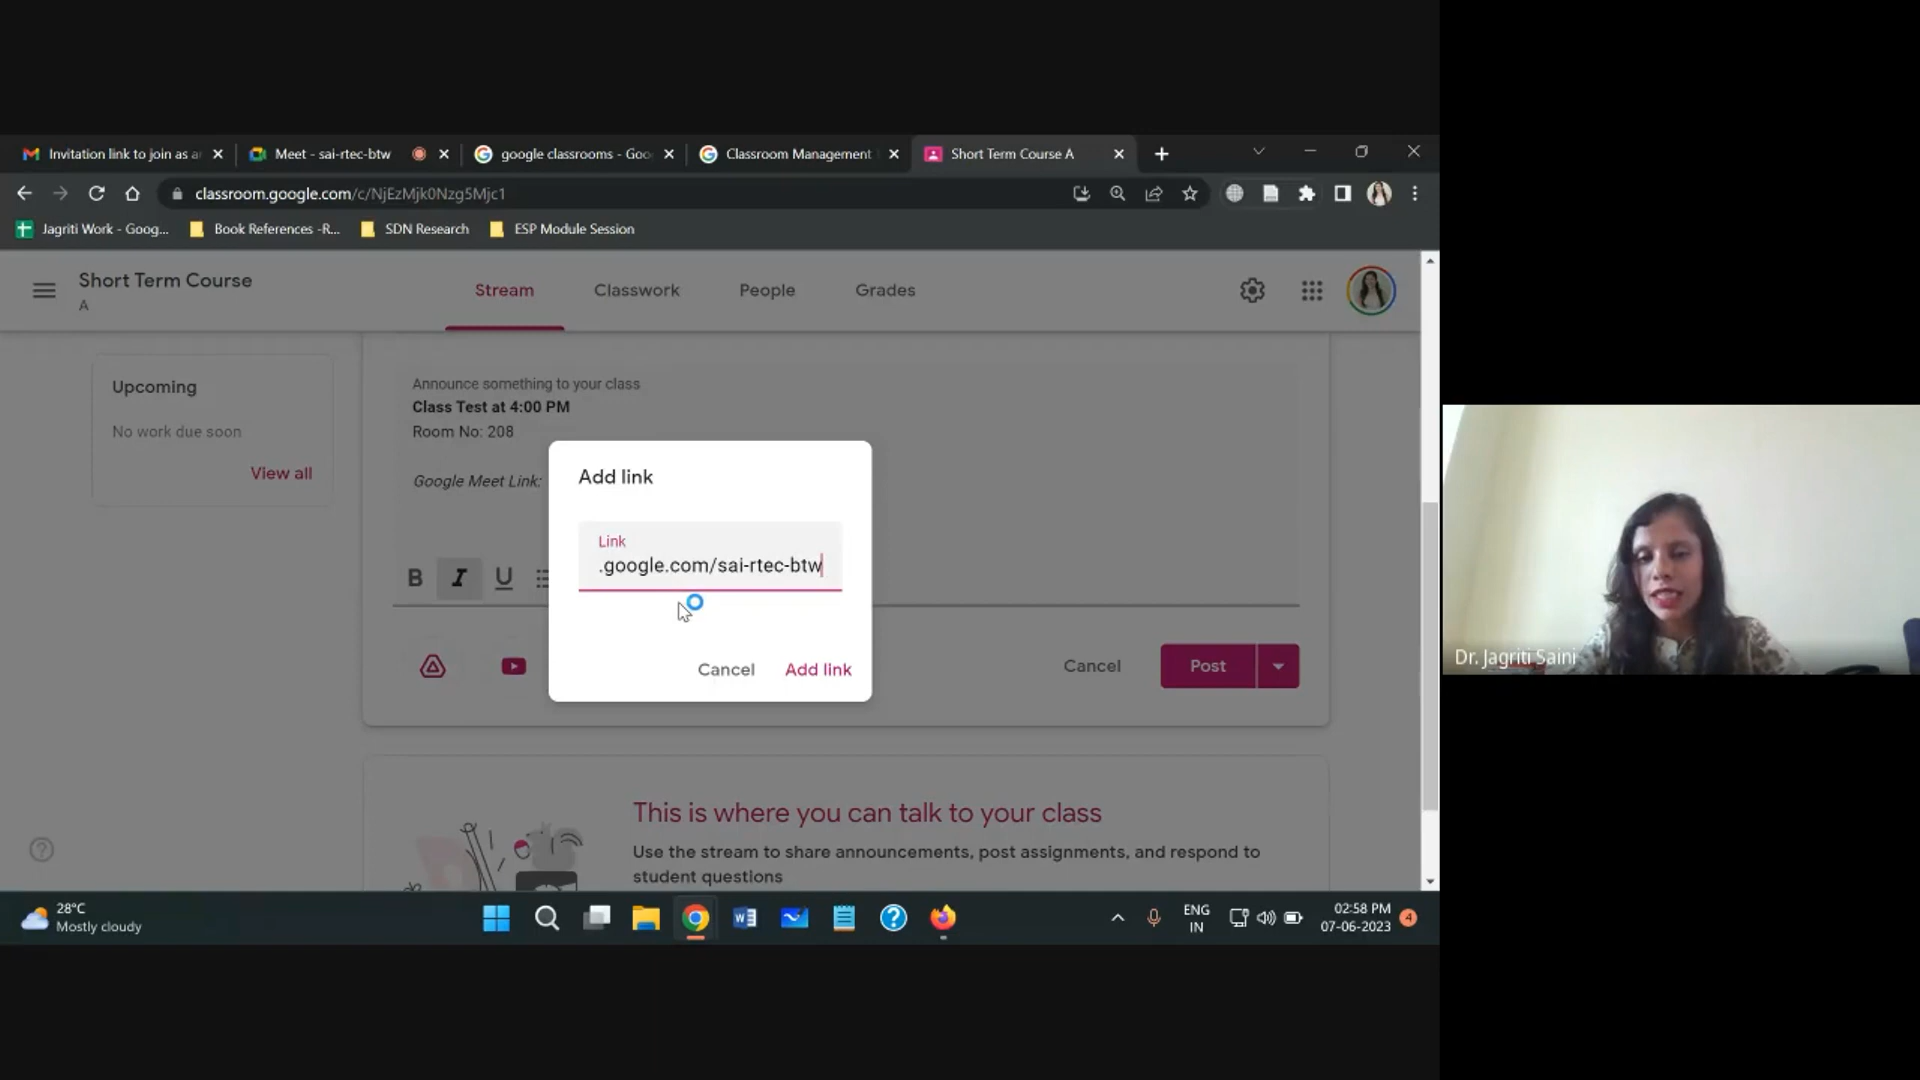 Invitation link to join as a
Meet - sai-rtec-btw
google classrooms - Goo
Classroom Management
Short Term Course A
classroom.google.com/c/NjEzMjk0Nzg5Mjc1
Jagriti Work - Goog...
Book References -R...
SDN Research
ESP Module Session
Short Term Course
A
Stream
Classwork
People
Grades
Upcoming
No work due soon
View all
Announce something to your class
Class Test at 4:00 PM
Room No: 208
Google Meet Link:
B I U
Add link
Link
.google.com/sai-rtec-btw
Cancel
Add link
Cancel
Post
This is where you can talk to your class
Use the stream to share announcements, post assignments, and respond to
student questions
Dr. Jagriti Saini
28°C
Mostly cloudy
ENG
IN
02:58 PM
07-06-2023
4